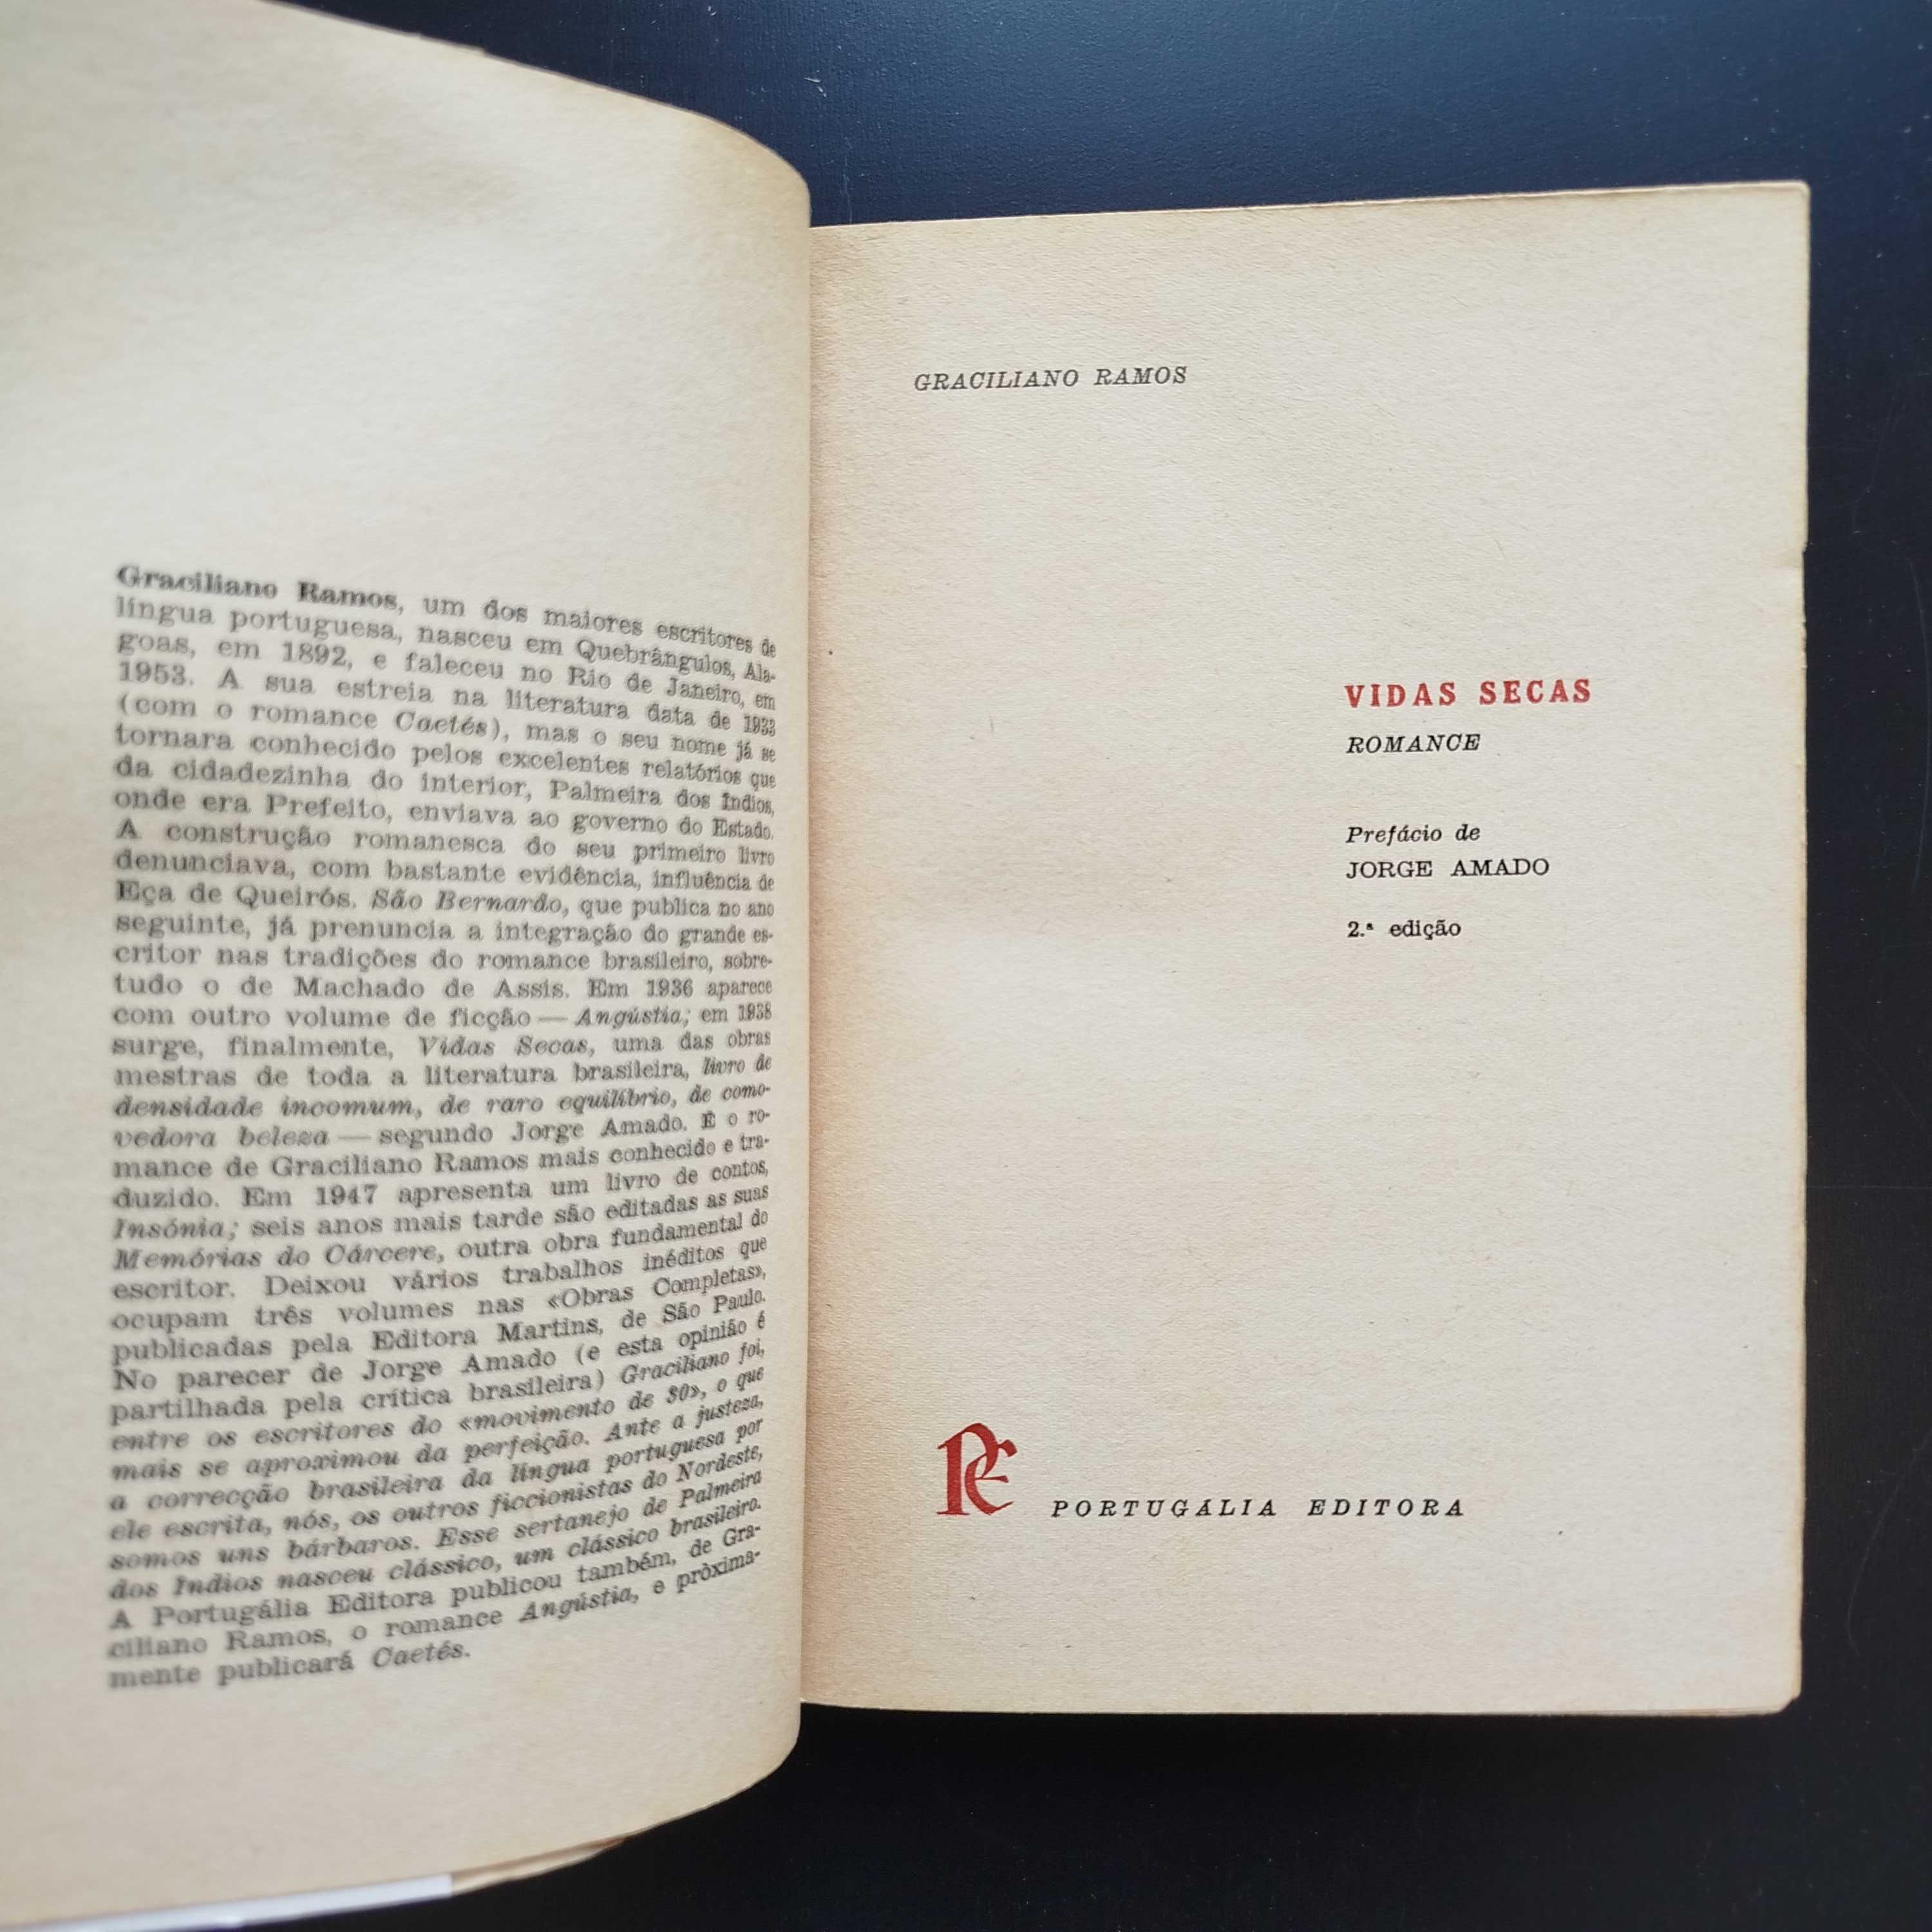 Graciliano Ramos, um dos maiores escritores de
língua portuguesa, nasceu em Quebrângulos, Ala-
goas, em 1892, e faleceu no Rio de Janeiro, em
1953. A sua estreia na literatura data de 1933
(com o romance Caetés), mas o seu nome já se
tornara conhecido pelos excelentes relatórios que
da cidadezinha do interior, Palmeira dos Índios,
onde era Prefeito, enviava ao governo do Estado.
A construção romanesca do seu primeiro livro
denunciava, com bastante evidência, influência de
Eça de Queirós. São Bernardo, que publica no ano
seguinte, já prenuncia a integração do grande es-
critor nas tradições do romance brasileiro, sobre-
tudo o de Machado de Assis. Em 1936 aparece
com outro volume de ficção — Angústia; em 1938
surge, finalmente, Vidas Secas, uma das obras
mestras de toda a literatura brasileira, livro de
densidade incomum, de raro equilíbrio, de como-
vedora beleza — segundo Jorge Amado. É o ro-
mance de Graciliano Ramos mais conhecido e tra-
duzido. Em 1947 apresenta um livro de contos,
Insónia; seis anos mais tarde são editadas as suas
Memórias do Cárcere, outra obra fundamental do
escritor. Deixou vários trabalhos inéditos que
ocupam três volumes nas «Obras Completas»,
publicadas pela Editora Martins, de São Paulo.
No parecer de Jorge Amado (e esta opinião é
partilhada pela crítica brasileira) Graciliano foi,
entre os escritores do «movimento de 30», o que
mais se aproximou da perfeição. Ante a justeza,
a correcção brasileira da língua portuguesa por
ele escrita, nós, os outros ficcionistas do Nordeste,
somos uns bárbaros. Esse sertanejo de Palmeira
dos Índios nasceu clássico, um clássico brasileiro.
A Portugália Editora publicou também, de Gra-
ciliano Ramos, o romance Angústia, e pròxima-
mente publicará Caetés.
GRACILIANO RAMOS
VIDAS SECAS
ROMANCE
Prefácio de
JORGE AMADO
2.ª edição
PE PORTUGÁLIA EDITORA